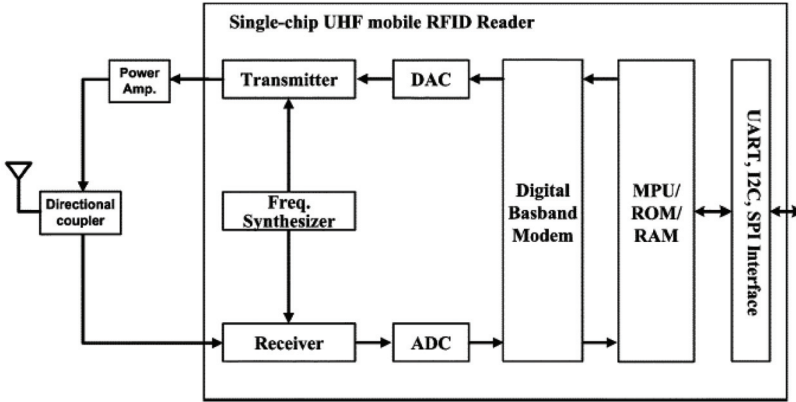 Single-chip UHF mobile RFID Reader
Power
Amp.
Transmitter
DAC
Directional
coupler
Freq.
Synthesizer
Digital
Basband
Modem
MPU/
ROM/
RAM
UART, I2C, SPI Interface
Receiver
ADC